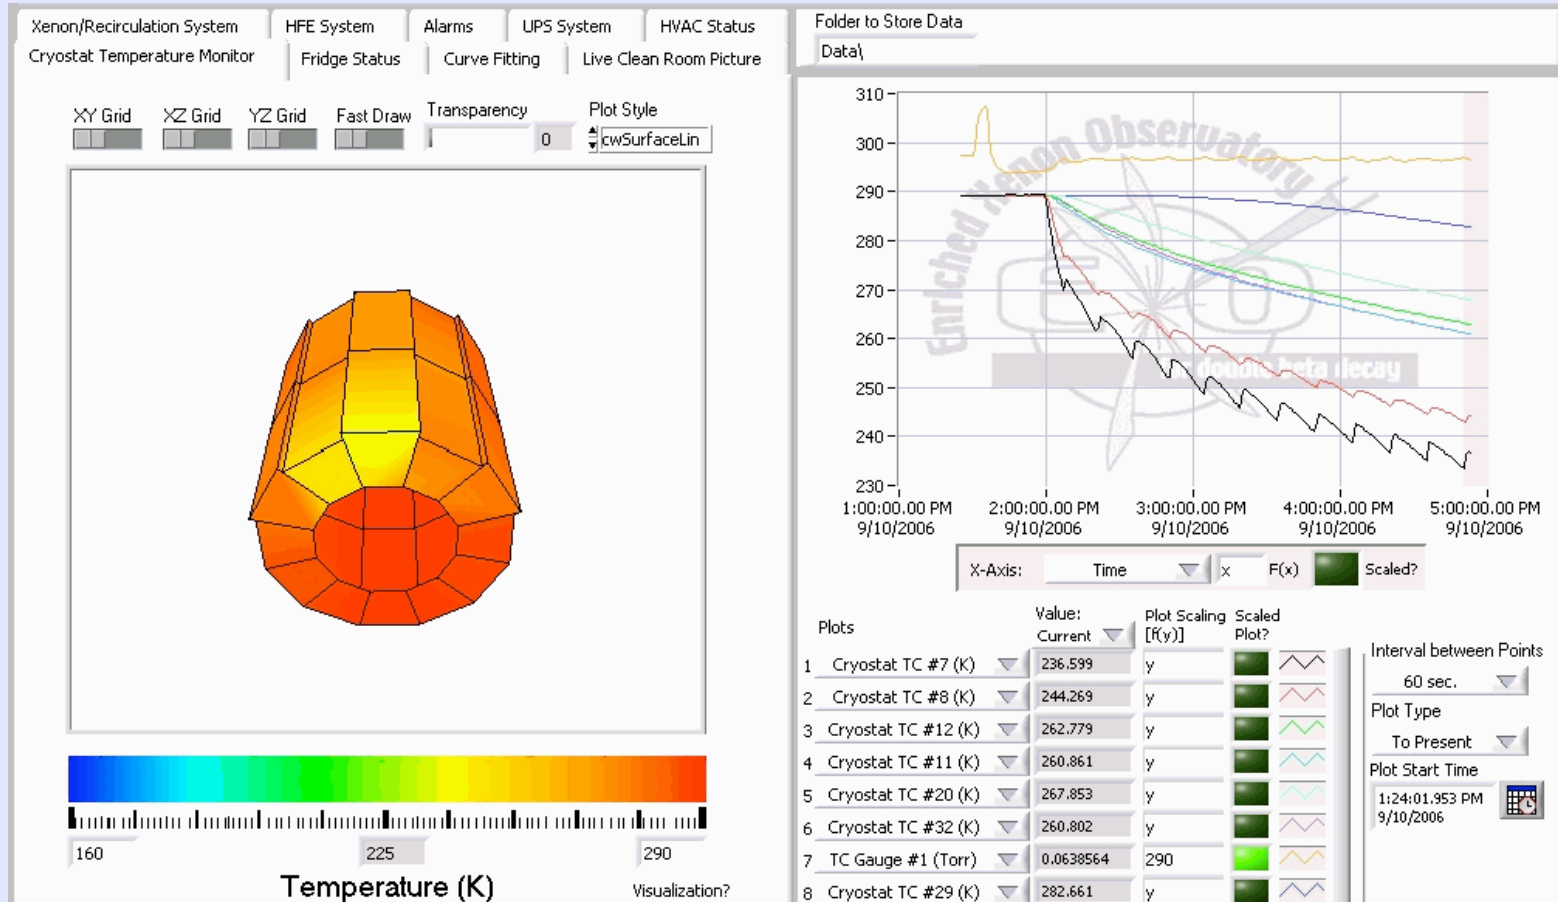 Xenon/Recirculation System HFE System Alarms UPS System HVAC Status
Cryostat Temperature Monitor Fridge Status Curve Fitting Live Clean Room Picture
XY Grid XZ Grid YZ Grid Fast Draw Transparency Plot Style
0 cwSurfaceLin
160 225 290
Temperature (K) Visualization?
Folder to Store Data
Data\
Enriched Xenon Observatory
E O
for double beta decay
310
300
290
280
270
260
250
240
230
1:00:00.00 PM 2:00:00.00 PM 3:00:00.00 PM 4:00:00.00 PM 5:00:00.00 PM
9/10/2006 9/10/2006 9/10/2006 9/10/2006 9/10/2006
X-Axis: Time x F(x) Scaled?
Plots Value: Current Plot Scaling [f(y)] Scaled Plot?
1 Cryostat TC #7 (K) 236.599 y
2 Cryostat TC #8 (K) 244.269 y
3 Cryostat TC #12 (K) 262.779 y
4 Cryostat TC #11 (K) 260.861 y
5 Cryostat TC #20 (K) 267.853 y
6 Cryostat TC #32 (K) 260.802 y
7 TC Gauge #1 (Torr) 0.0638564 290
8 Cryostat TC #29 (K) 282.661 y
Interval between Points
60 sec.
Plot Type
To Present
Plot Start Time
1:24:01.953 PM
9/10/2006